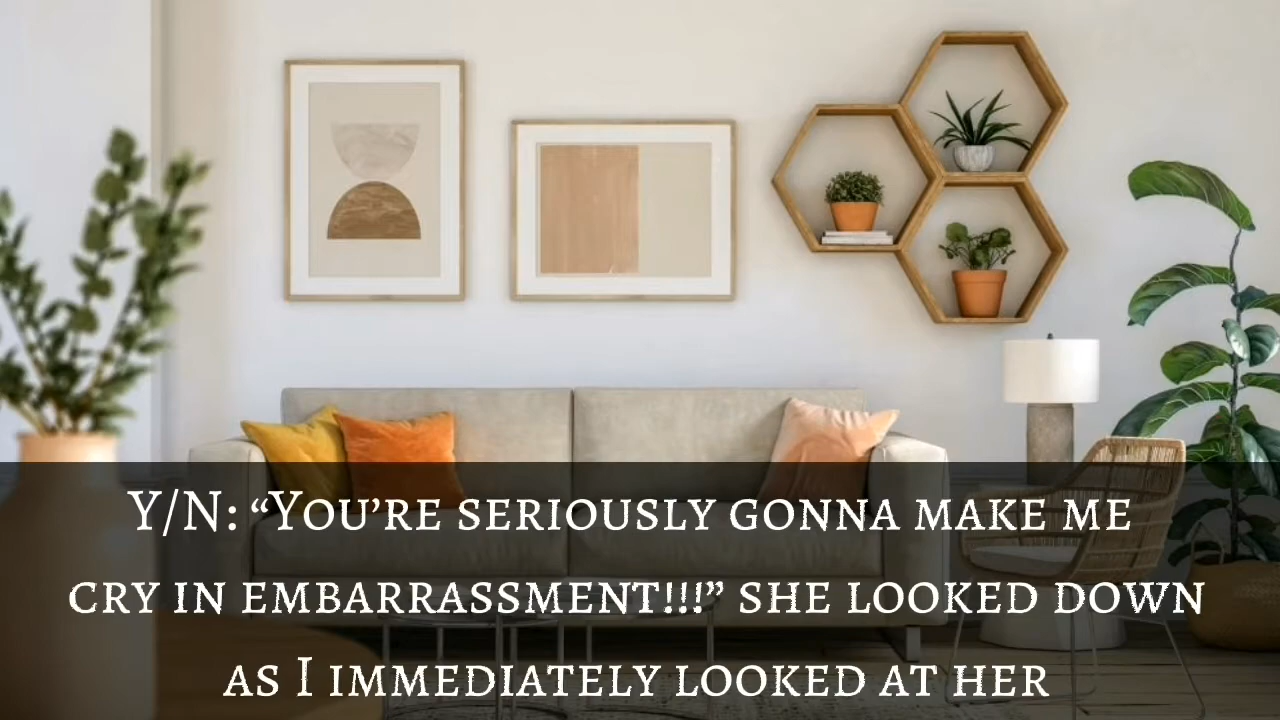 Y/N: “You’re seriously gonna make me
cry in embarrassment!!!” she looked down
as I immediately looked at her